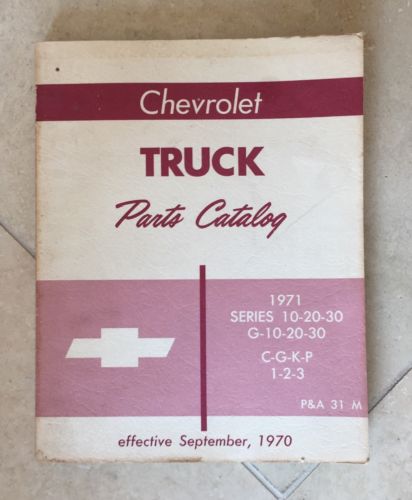 Chevrolet
TRUCK
Parts Catalog
1971
SERIES 10-20-30
G-10-20-30
C-G-K-P
1-2-3
P&A 31 M
effective September, 1970